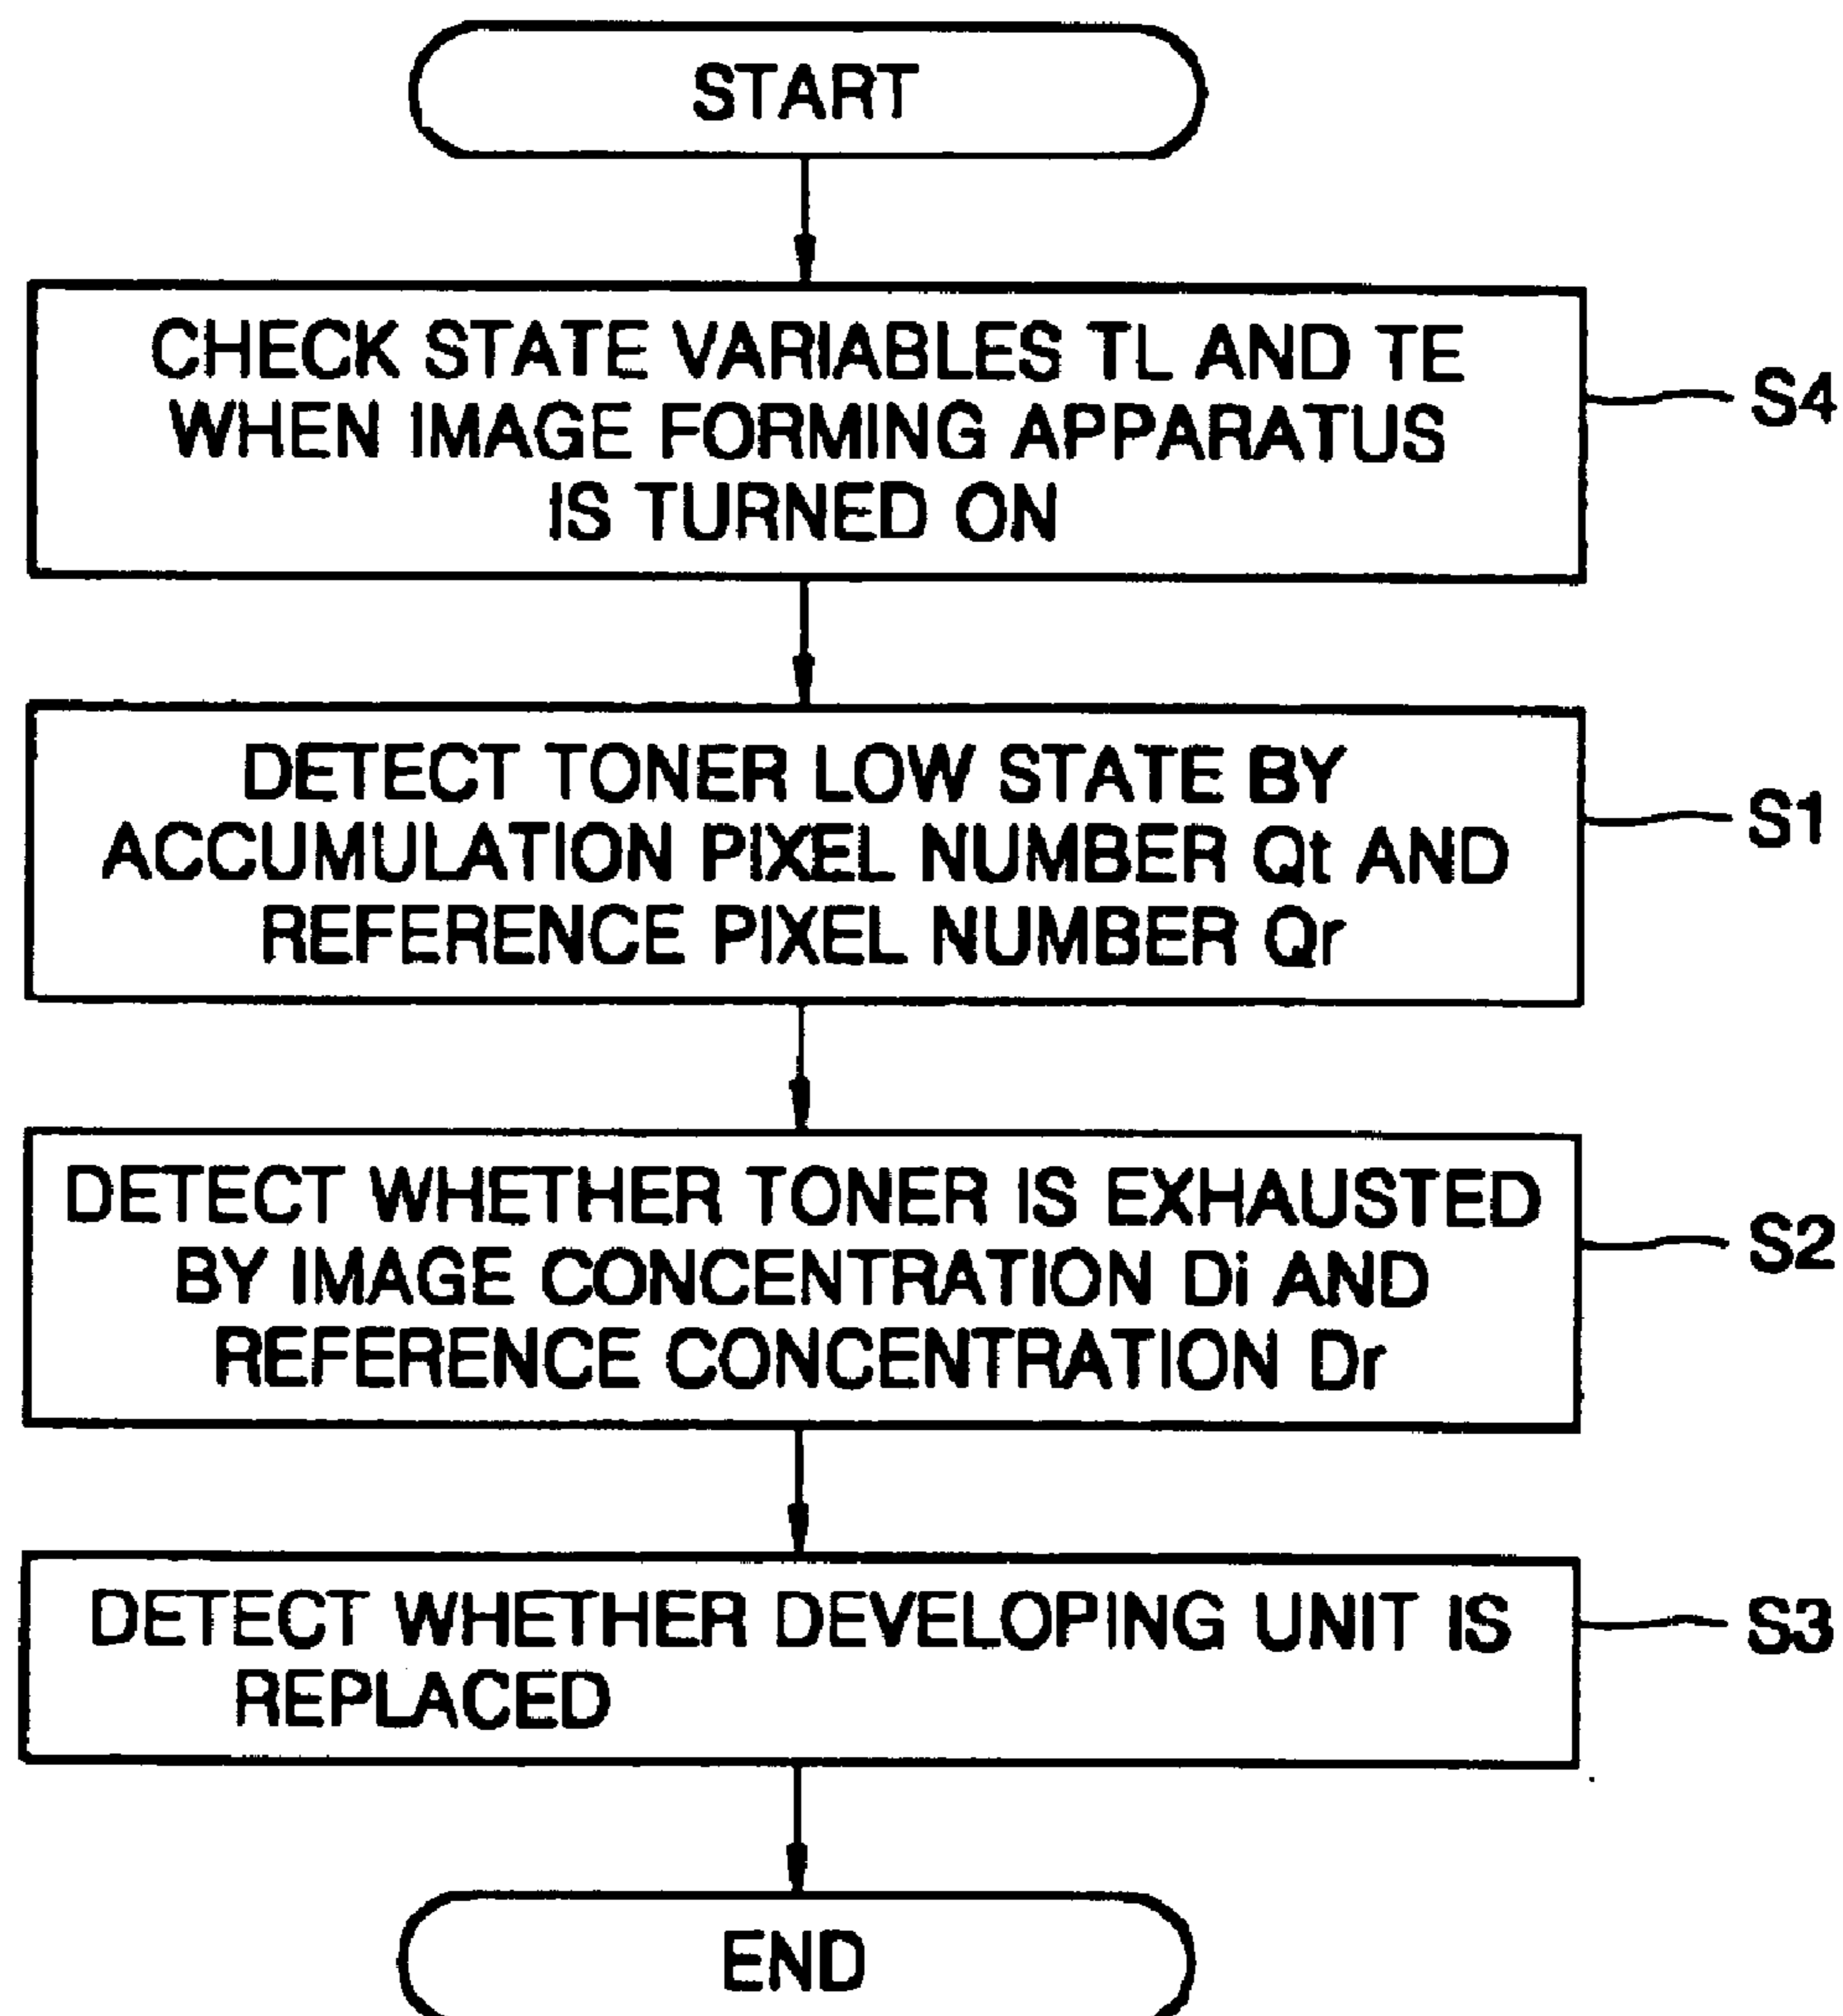 START
CHECK STATE VARIABLES TL AND TE
WHEN IMAGE FORMING APPARATUS
IS TURNED ON
S4
DETECT TONER LOW STATE BY
ACCUMULATION PIXEL NUMBER Qt AND
REFERENCE PIXEL NUMBER Qr
S1
DETECT WHETHER TONER IS EXHAUSTED
BY IMAGE CONCENTRATION Di AND
REFERENCE CONCENTRATION Dr
S2
DETECT WHETHER DEVELOPING UNIT IS
REPLACED
S3
END